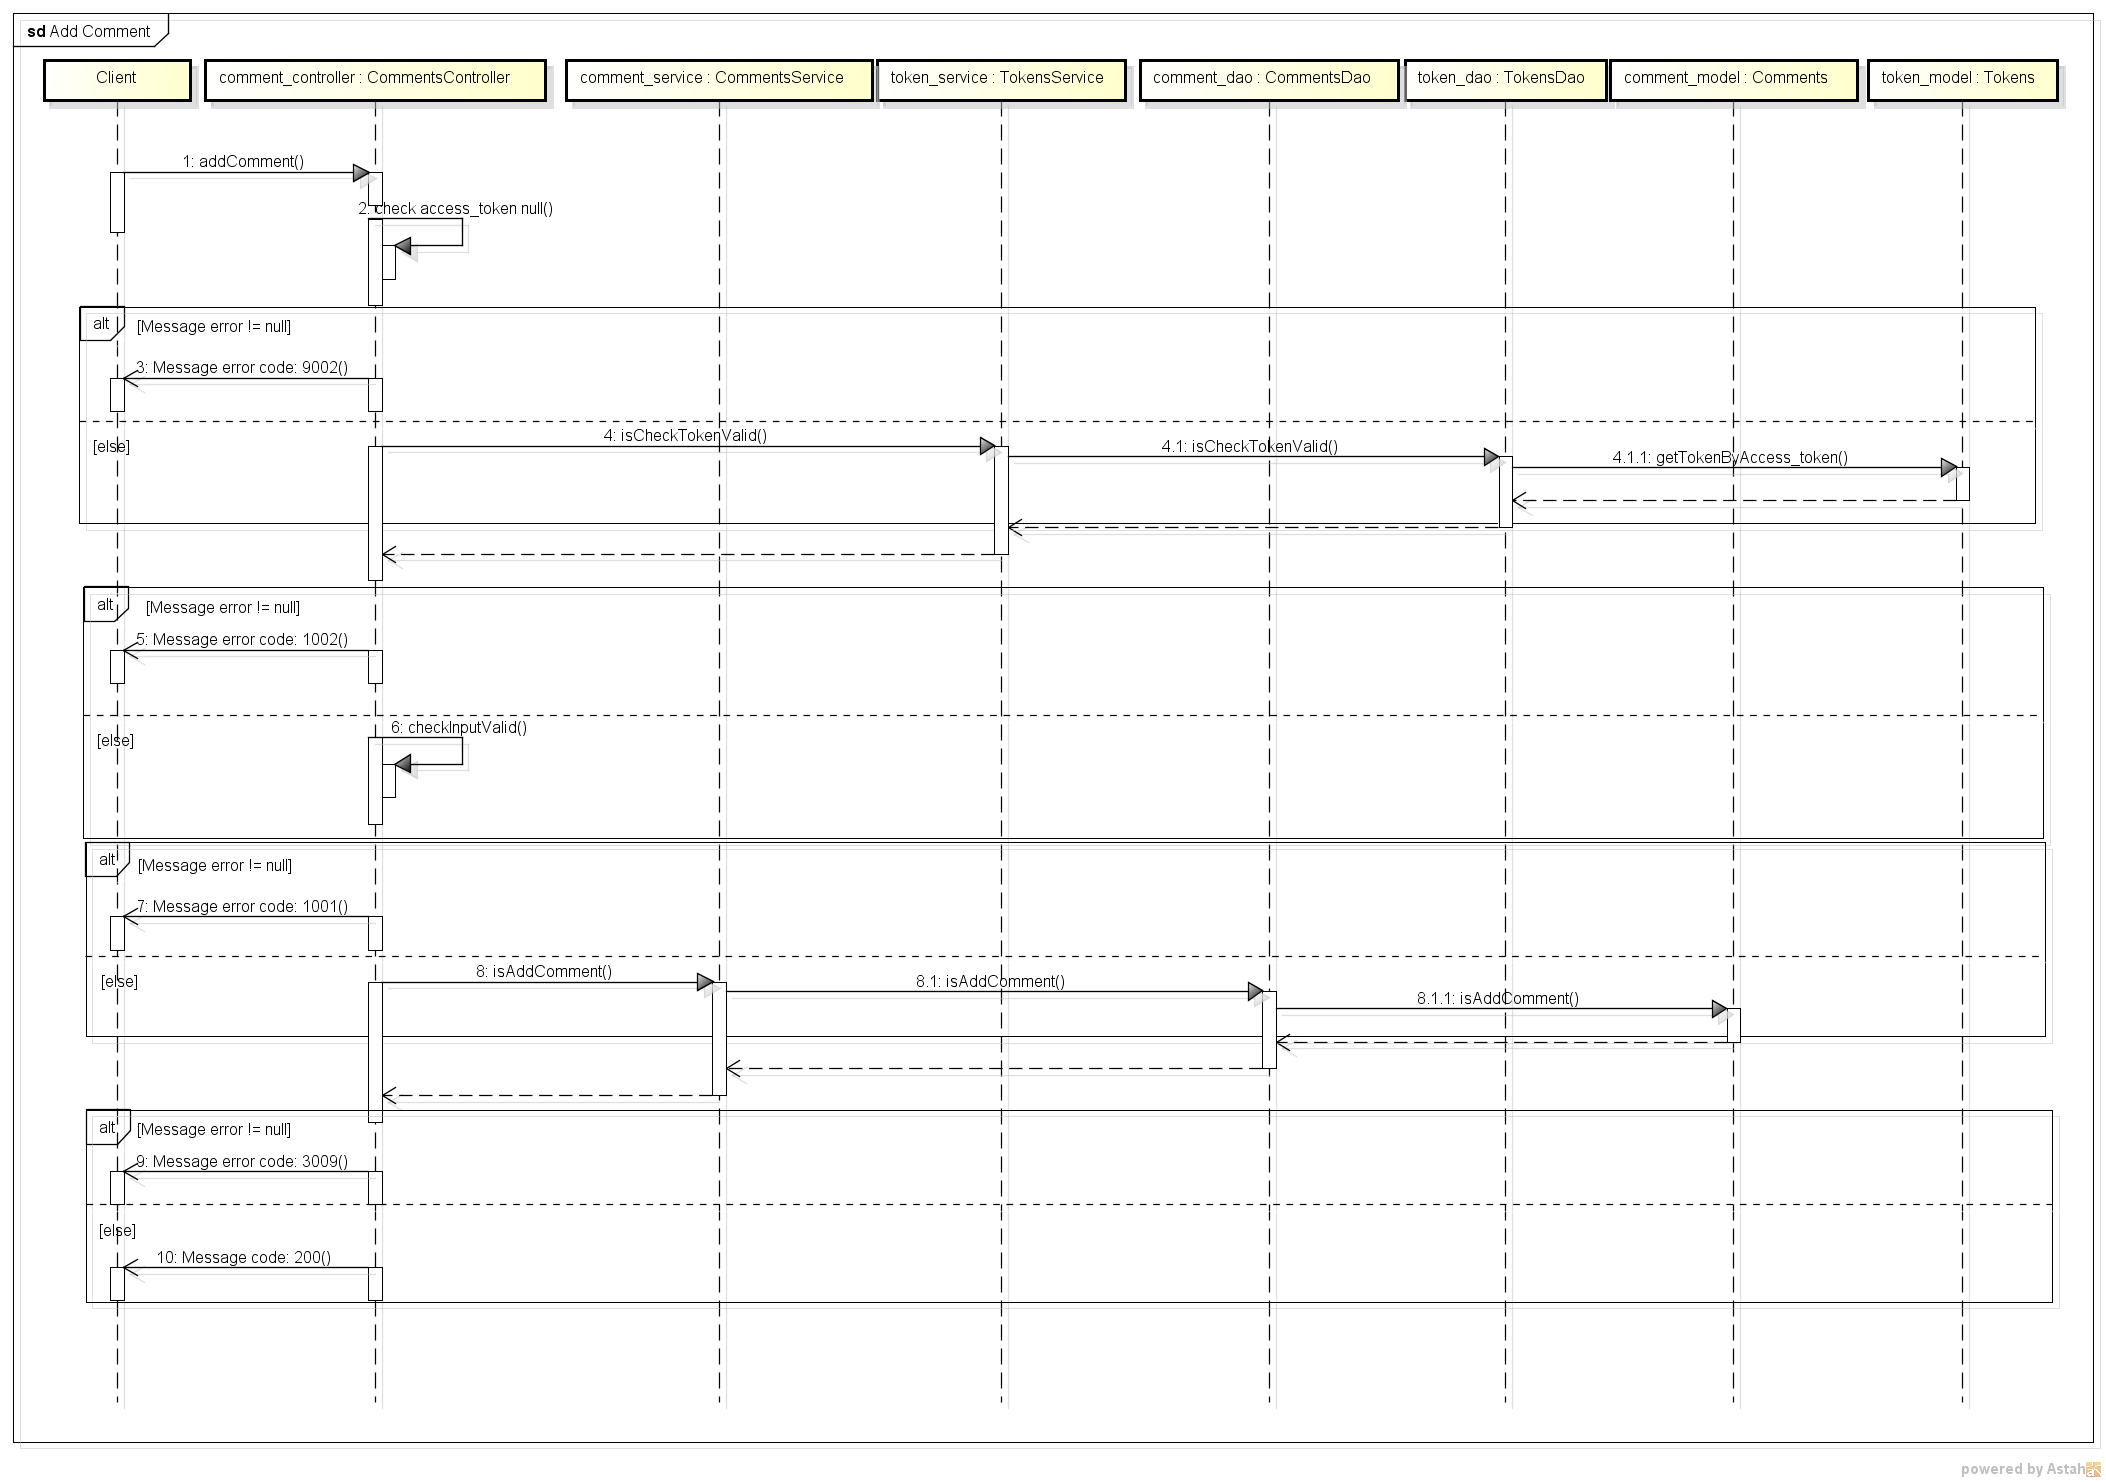 sd Add Comment
Client
comment_controller : CommentsController
comment_service : CommentsService
token_service : TokensService
comment_dao : CommentsDao
token_dao : TokensDao
comment_model : Comments
token_model : Tokens
1: addComment()
2: check access_token null()
alt
[Message error != null]
3: Message error code: 9002()
[else]
4: isCheckTokenValid()
4.1: isCheckTokenValid()
4.1.1: getTokenByAccess_token()
alt
[Message error != null]
5: Message error code: 1002()
[else]
6: checkInputValid()
alt
[Message error != null]
7: Message error code: 1001()
[else]
8: isAddComment()
8.1: isAddComment()
8.1.1: isAddComment()
alt
[Message error != null]
9: Message error code: 3009()
[else]
10: Message code: 200()
powered by Astah